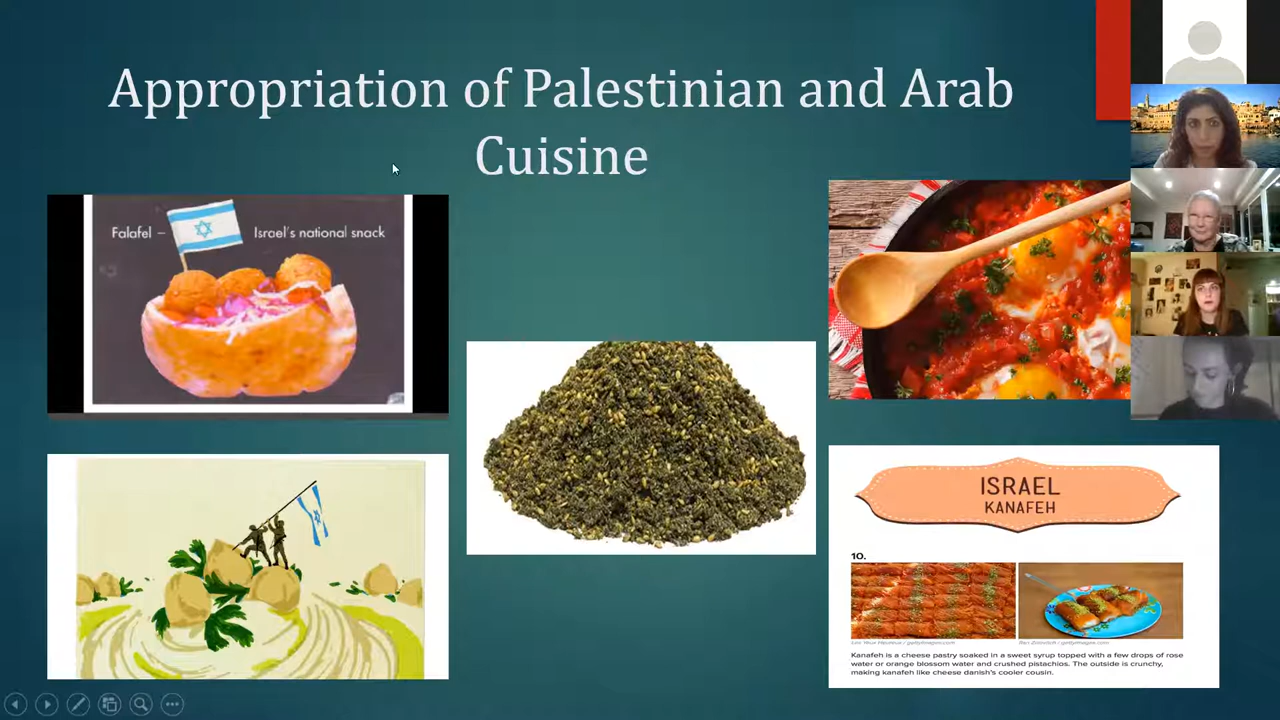 Appropriation of Palestinian and Arab
Cuisine
Falafel –
Israel's national snack
ISRAEL
KANAFEH
10.
Kanafeh is a cheese pastry soaked in a sweet syrup topped with a few drops of rose
water or orange blossom water and crushed pistachios. The outside is crunchy,
making kanafeh like cheese danish's cooler cousin.